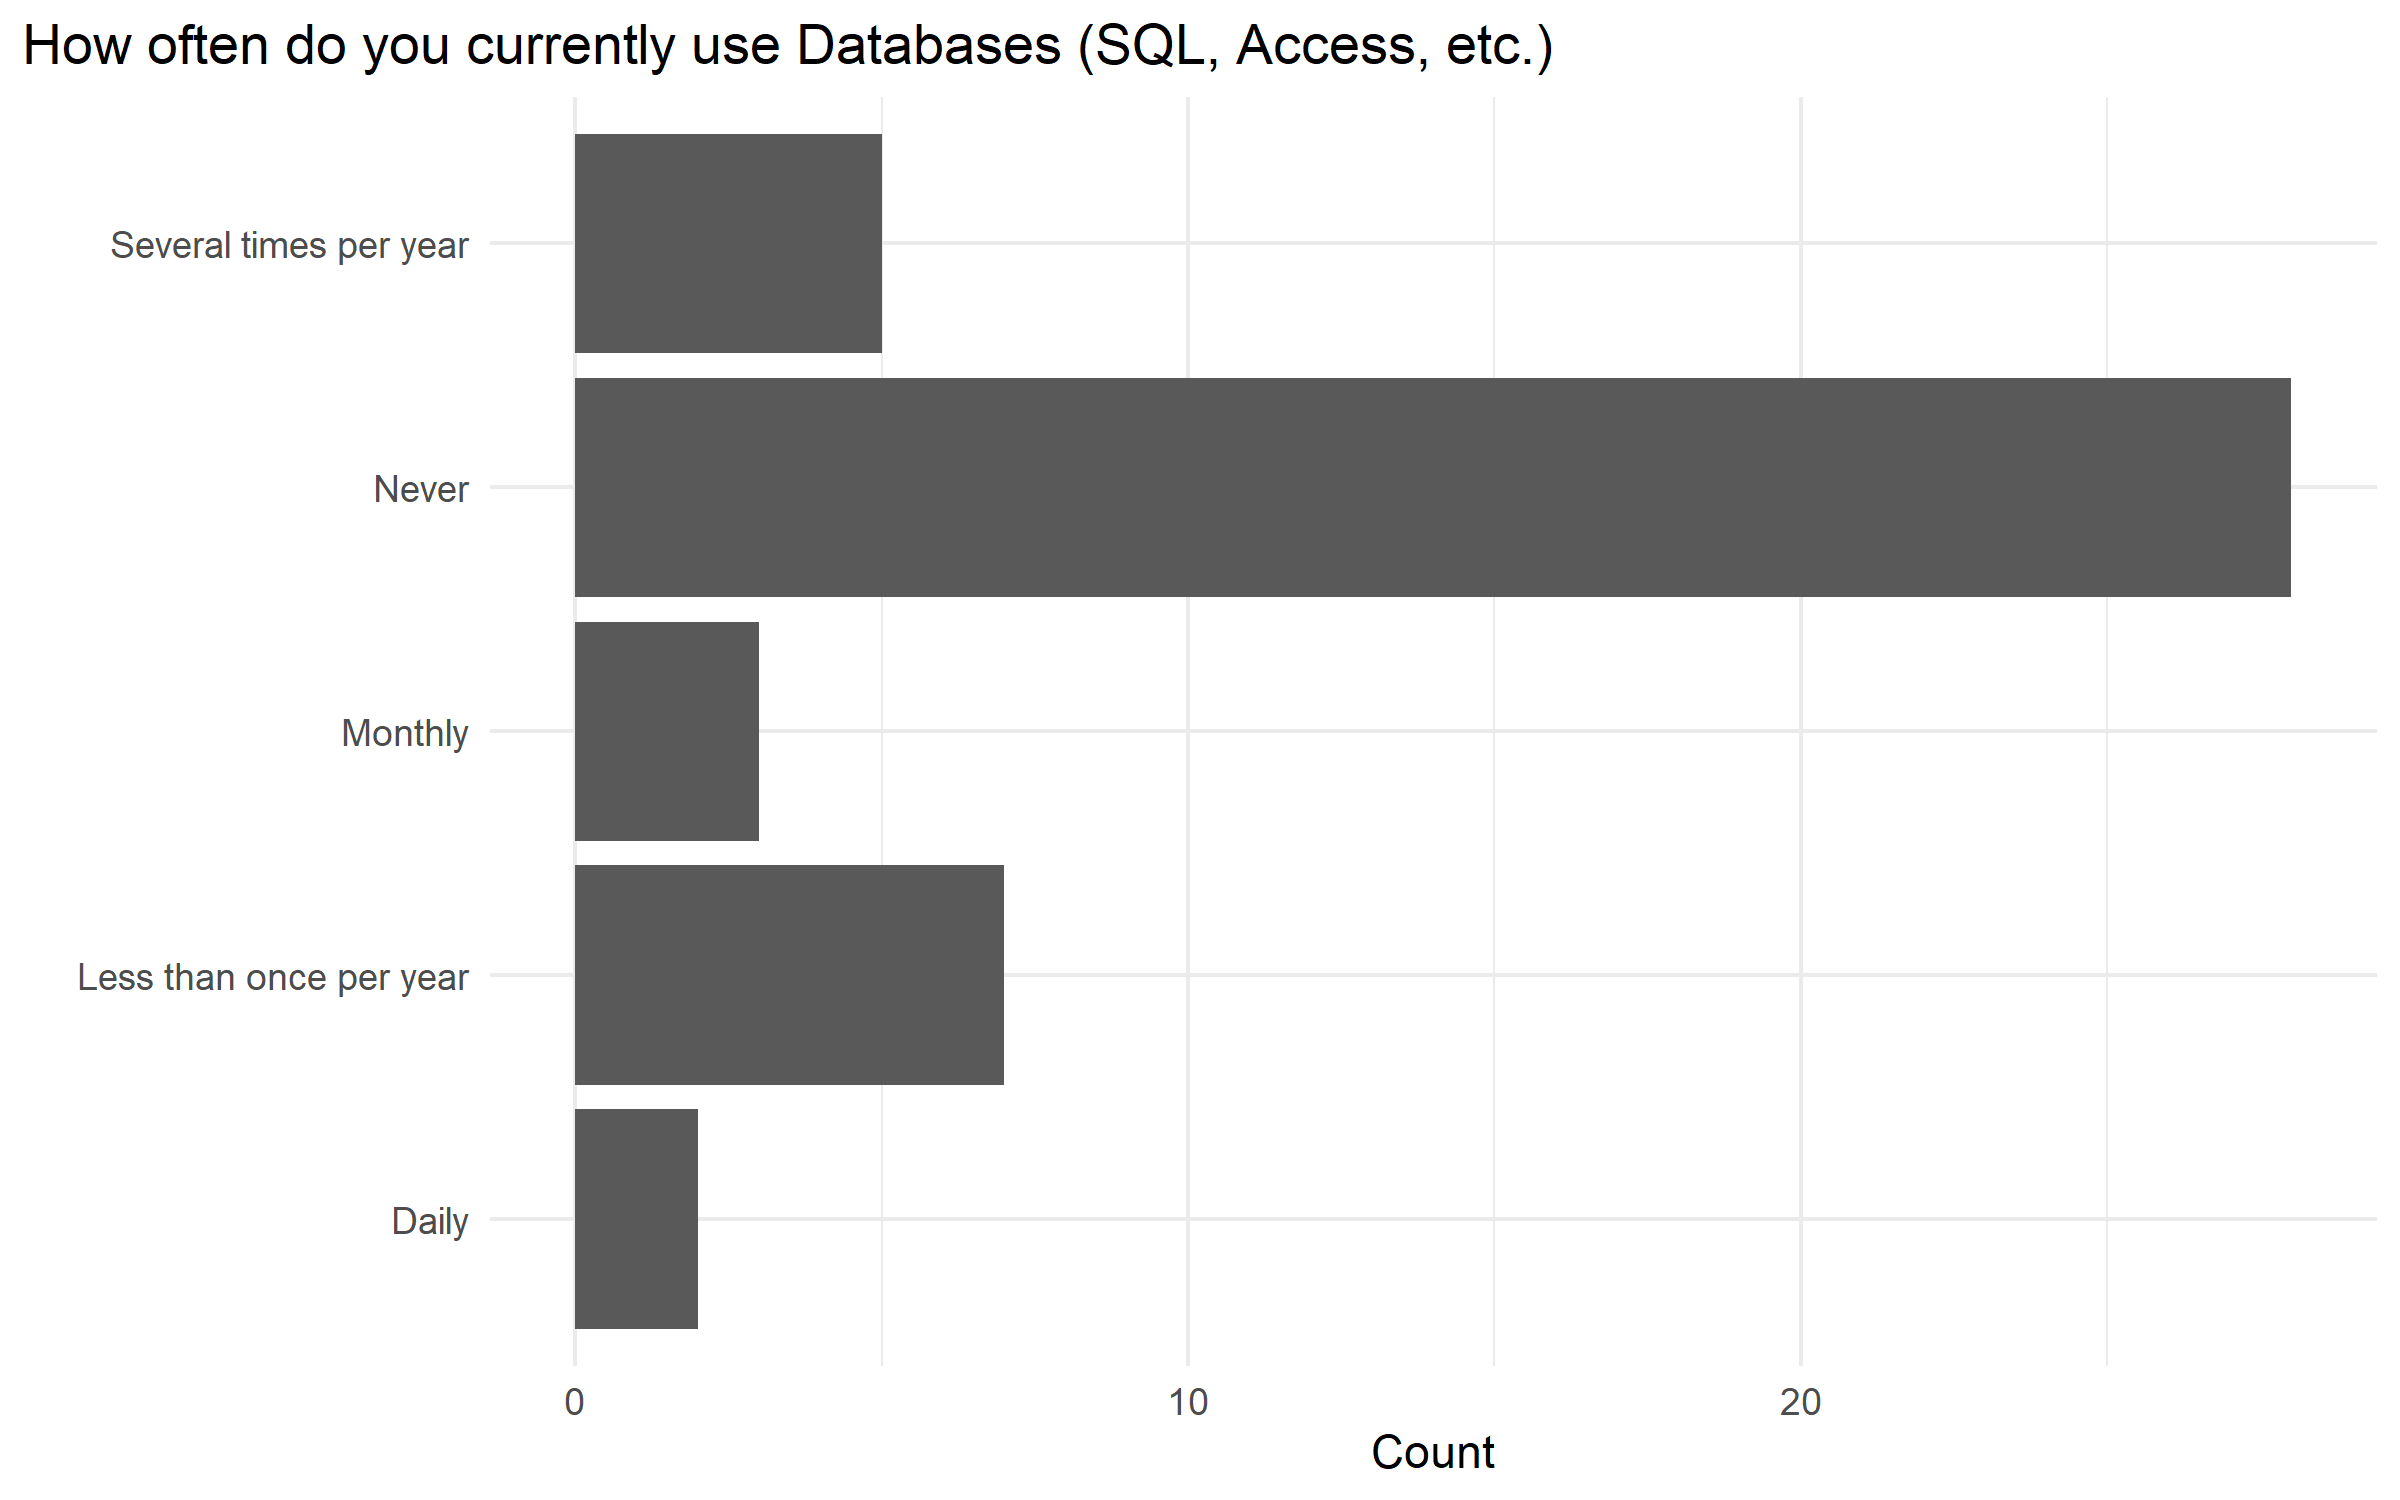 How often do you currently use Databases (SQL, Access, etc.)
Several times per year
Never
Monthly
Less than once per year
Daily
0 10 20
Count